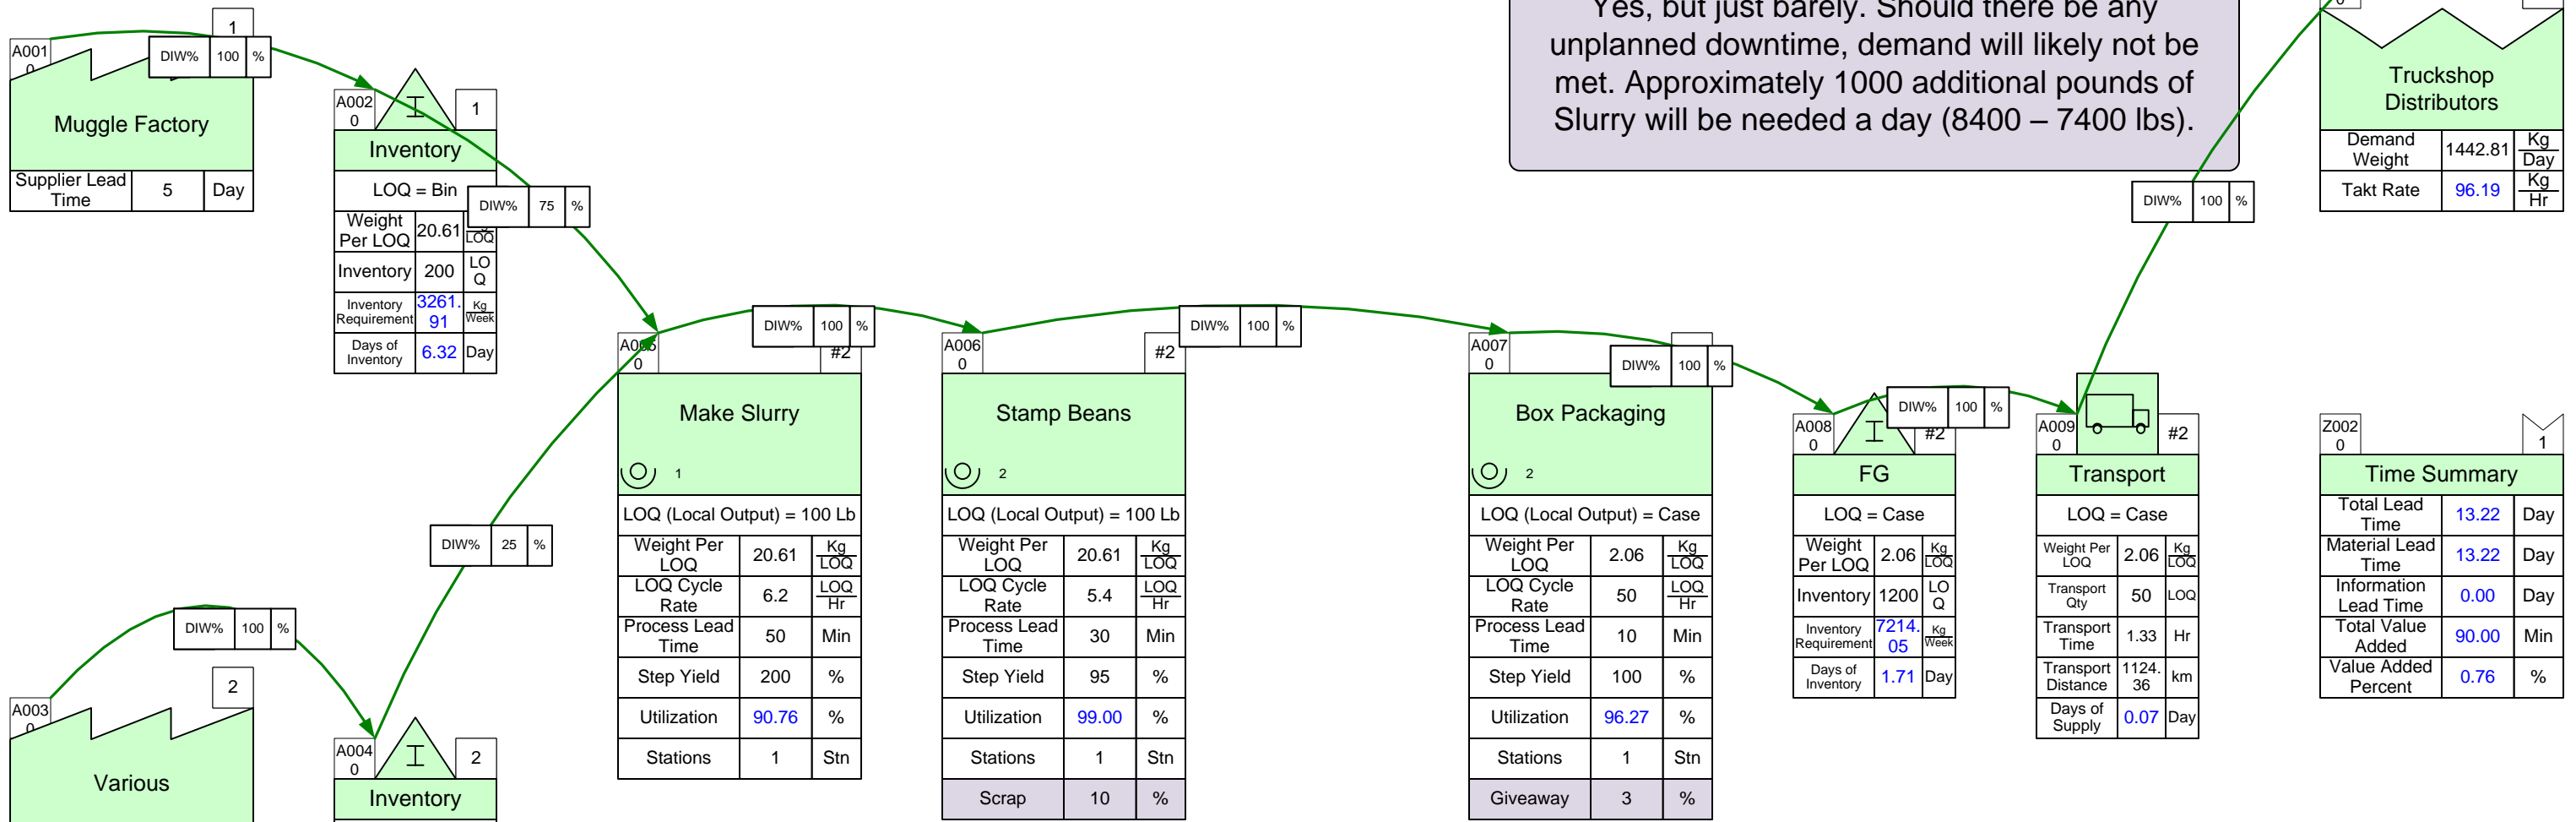 Yes, but just barely. Should there be any
unplanned downtime, demand will likely not be
met. Approximately 1000 additional pounds of
Slurry will be needed a day (8400 – 7400 lbs).
A001
0
1
DIW% 100 %
Muggle Factory
Supplier Lead
Time
5 Day
A002
0
1
Inventory
LOQ = Bin
Weight
Per LOQ
20.61
LOQ
Inventory 200 LO
Q
Inventory
Requirement
3261.
91
Kg
Week
Days of
Inventory
6.32 Day
DIW% 75 %
A003
0
2
DIW% 100 %
Various
A004
0
2
Inventory
DIW% 25 %
0
#2
Make Slurry
1
LOQ (Local Output) = 100 Lb
Weight Per
LOQ
20.61
Kg
LOQ
LOQ Cycle
Rate
6.2
LOQ
Hr
Process Lead
Time
50 Min
Step Yield 200 %
Utilization 90.76 %
Stations 1 Stn
DIW% 100 %
A006
0
#2
Stamp Beans
2
LOQ (Local Output) = 100 Lb
Weight Per
LOQ
20.61
Kg
LOQ
LOQ Cycle
Rate
5.4
LOQ
Hr
Process Lead
Time
30 Min
Step Yield 95 %
Utilization 99.00 %
Stations 1 Stn
Scrap 10 %
DIW% 100 %
A007
0
Box Packaging
2
LOQ (Local Output) = Case
Weight Per
LOQ
2.06
Kg
LOQ
LOQ Cycle
Rate
50
LOQ
Hr
Process Lead
Time
10 Min
Step Yield 100 %
Utilization 96.27 %
Stations 1 Stn
Giveaway 3 %
DIW% 100 %
A008
0
#2
FG
LOQ = Case
Weight
Per LOQ
2.06
Kg
LOQ
Inventory 1200 LO
Q
Inventory
Requirement
7214.
05
Kg
Week
Days of
Inventory
1.71 Day
DIW% 100 %
A009
0
#2
Transport
LOQ = Case
Weight Per
LOQ
2.06
Kg
LOQ
Transport
Qty
50 LOQ
Transport
Time
1.33 Hr
Transport
Distance
1124.
36
km
Days of
Supply
0.07 Day
DIW% 100 %
Truckshop
Distributors
Demand
Weight
1442.81
Kg
Day
Takt Rate 96.19
Kg
Hr
Z002
0
1
Time Summary
Total Lead
Time
13.22 Day
Material Lead
Time
13.22 Day
Information
Lead Time
0.00 Day
Total Value
Added
90.00 Min
Value Added
Percent
0.76 %